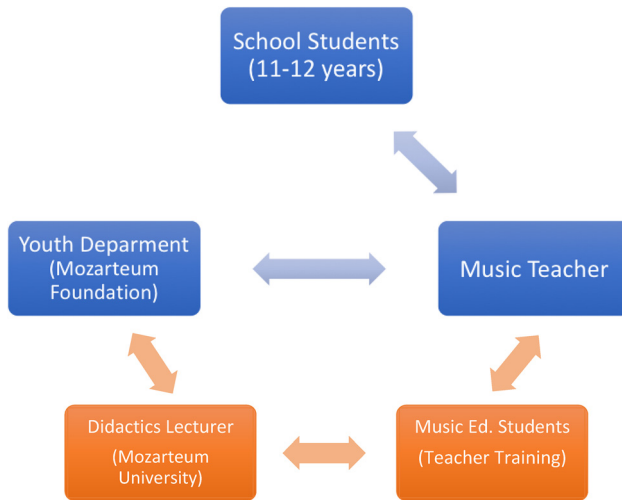 School Students
(11-12 years)
Youth Deparment
(Mozarteum
Foundation)
Music Teacher
Didactics Lecturer
(Mozarteum
University)
Music Ed. Students
(Teacher Training)